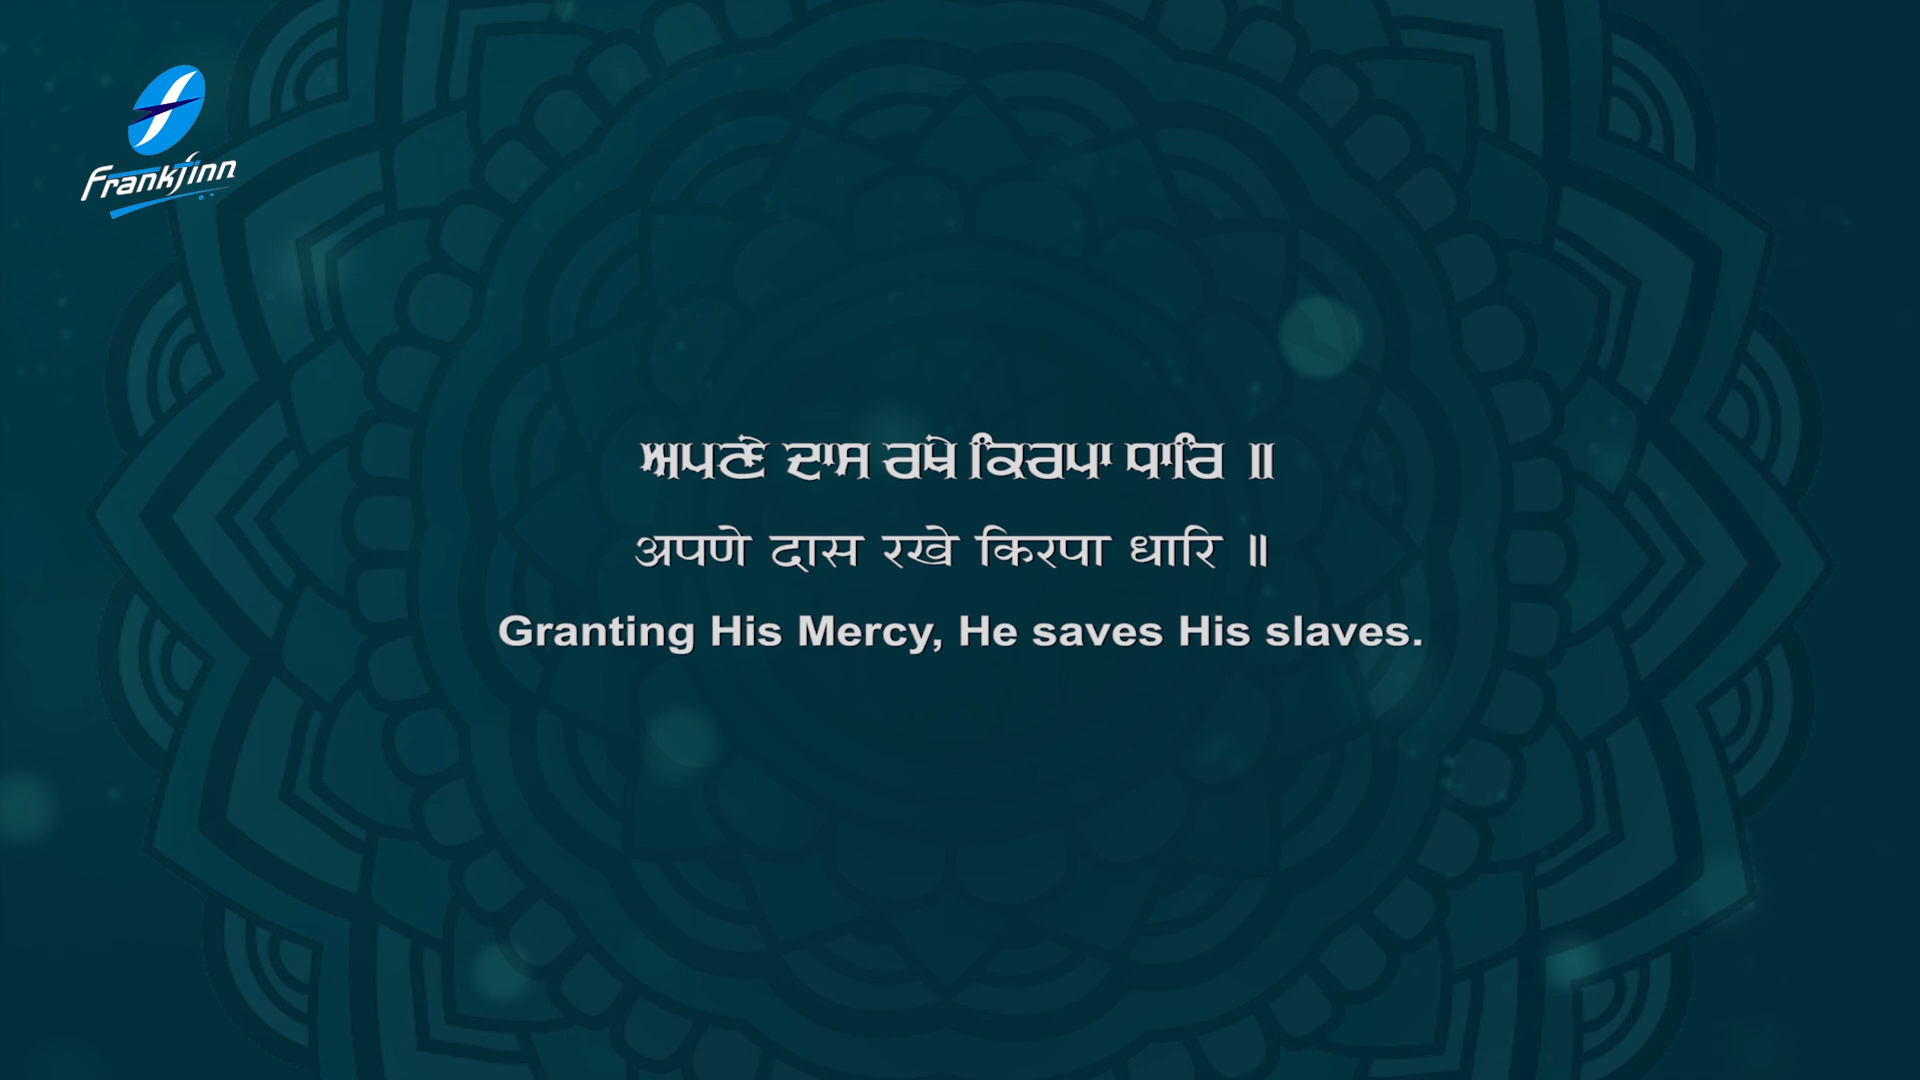 Frankfinn
ਅਪਣੇ ਦਾਸ ਰਖੇ ਕਿਰਪਾ ਧਾਰਿ ॥
अपणे दास रखे किरपा धारि ॥
Granting His Mercy, He saves His slaves.